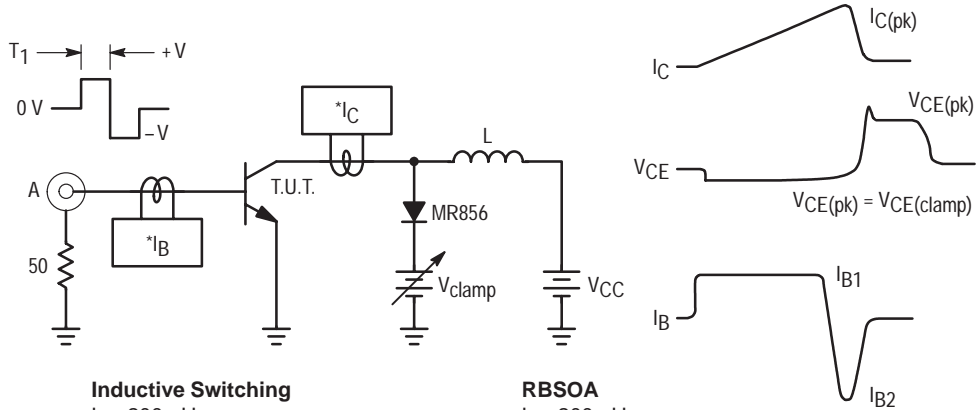 T1
+V
0 V
–V
*IC
L
A
T.U.T.
*IB
50
MR856
Vclamp
VCC
IC
IC(pk)
VCE
VCE(pk)
VCE(pk) = VCE(clamp)
IB
IB1
IB2
Inductive Switching
RBSOA